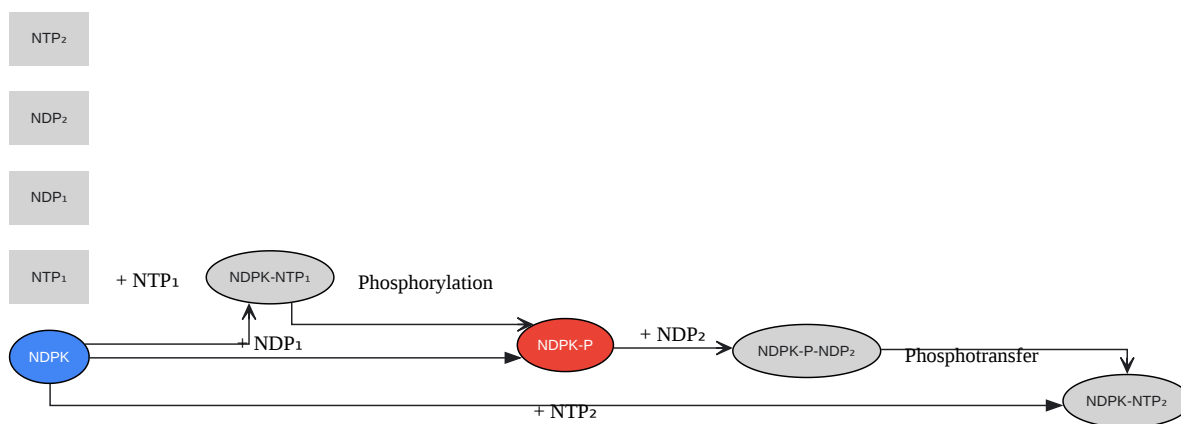 NTP₂
NDP₂
NDP₁
NTP₁
+ NTP₁
NDPK-NTP₁
Phosphorylation
NDPK
+ NDP₁
NDPK-P
+ NDP₂
NDPK-P-NDP₂
Phosphotransfer
NDPK-NTP₂
+ NTP₂